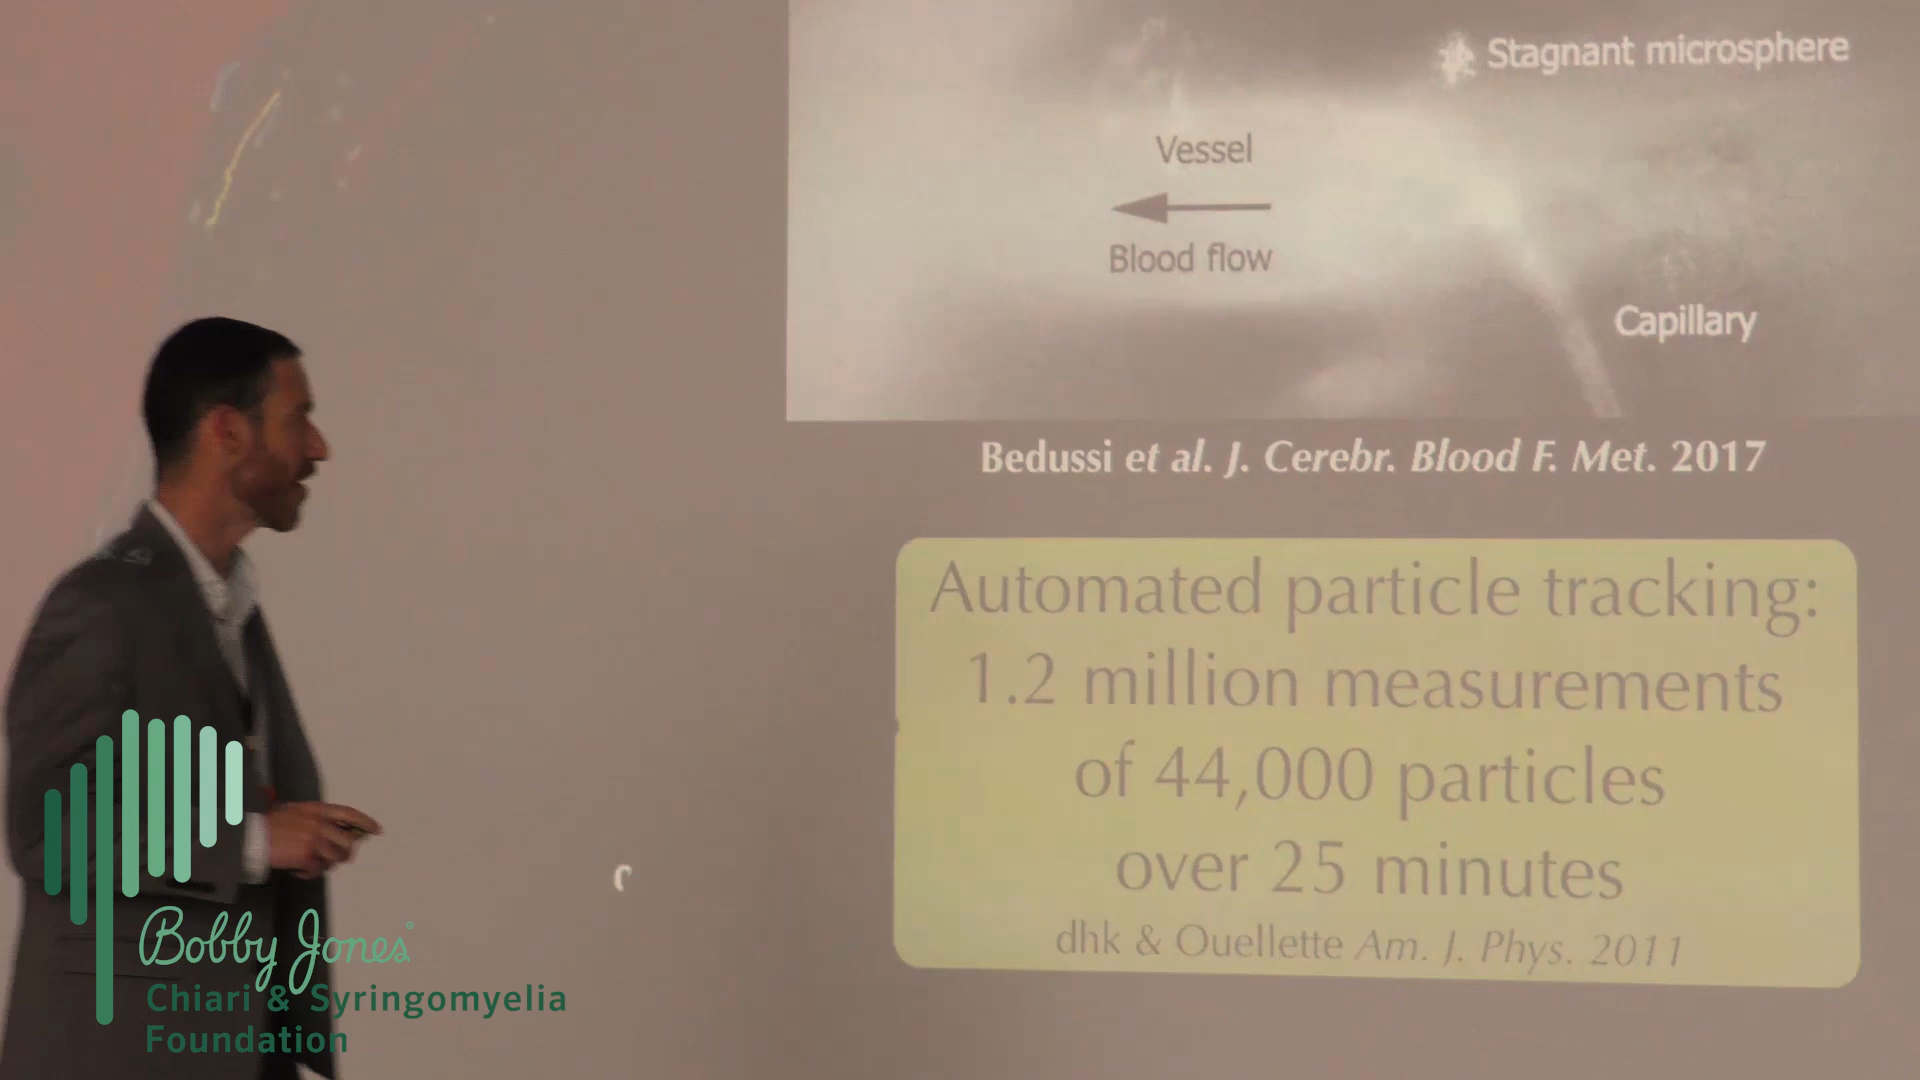 Stagnant microsphere
Vessel
Blood flow
Capillary
Bedussi et al. J. Cerebr. Blood F. Met. 2017
Automated particle tracking:
1.2 million measurements
of 44,000 particles
over 25 minutes
dhk & Ouellette Am. J. Phys. 2011
Bobby Jones
Chiari & Syringomyelia
Foundation